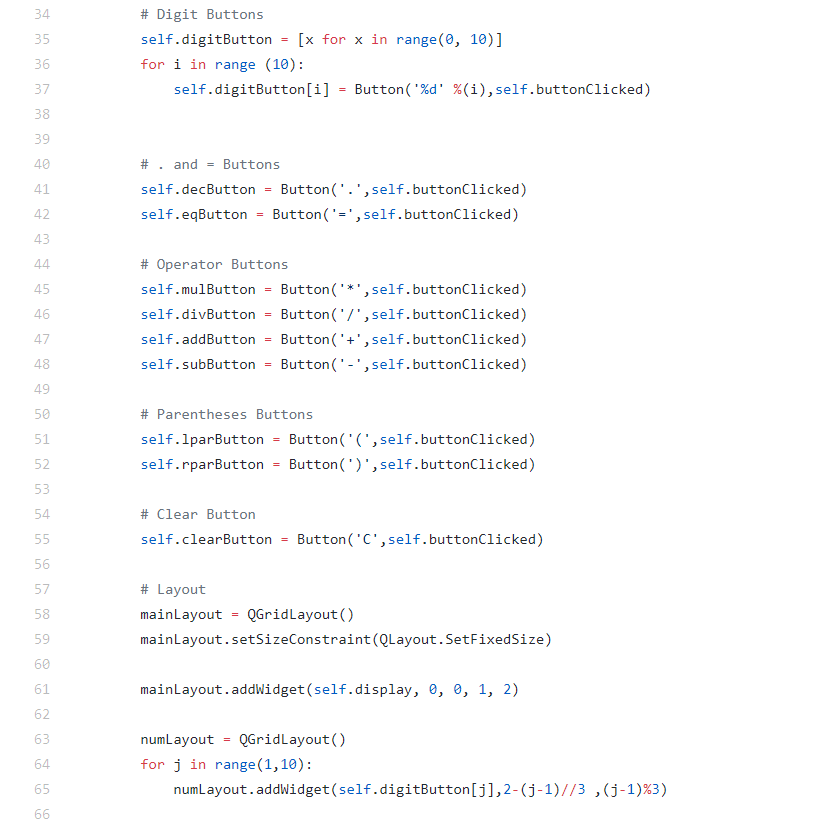 34 # Digit Buttons
35 self.digitButton = [x for x in range(0, 10)]
36 for i in range (10):
37     self.digitButton[i] = Button('%d' %(i),self.buttonClicked)
38
39
40 # . and = Buttons
41 self.decButton = Button('.',self.buttonClicked)
42 self.eqButton = Button('=',self.buttonClicked)
43
44 # Operator Buttons
45 self.mulButton = Button('*',self.buttonClicked)
46 self.divButton = Button('/',self.buttonClicked)
47 self.addButton = Button('+',self.buttonClicked)
48 self.subButton = Button('-',self.buttonClicked)
49
50 # Parentheses Buttons
51 self.lparButton = Button('(',self.buttonClicked)
52 self.rparButton = Button(')',self.buttonClicked)
53
54 # Clear Button
55 self.clearButton = Button('C',self.buttonClicked)
56
57 # Layout
58 mainLayout = QGridLayout()
59 mainLayout.setSizeConstraint(QLayout.SetFixedSize)
60
61 mainLayout.addWidget(self.display, 0, 0, 1, 2)
62
63 numLayout = QGridLayout()
64 for j in range(1,10):
65     numLayout.addWidget(self.digitButton[j],2-(j-1)//3 ,(j-1)%3)
66